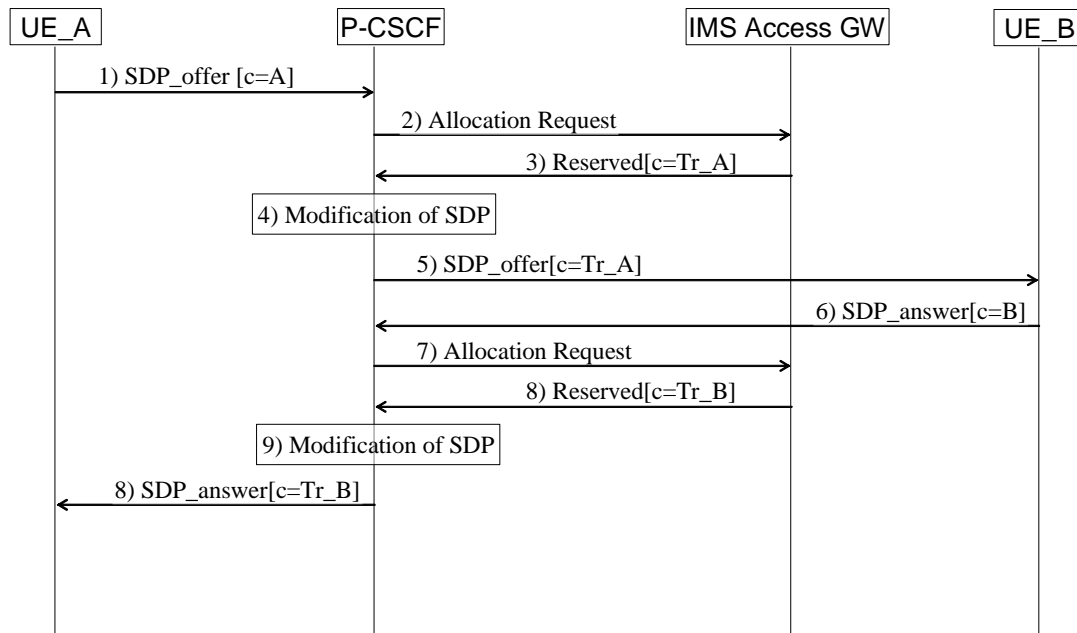 UE_A
P-CSCF
IMS Access GW
UE_B
1) SDP_offer [c=A]
2) Allocation Request
3) Reserved[c=Tr_A]
4) Modification of SDP
5) SDP_offer[c=Tr_A]
6) SDP_answer[c=B]
7) Allocation Request
8) Reserved[c=Tr_B]
9) Modification of SDP
8) SDP_answer[c=Tr_B]